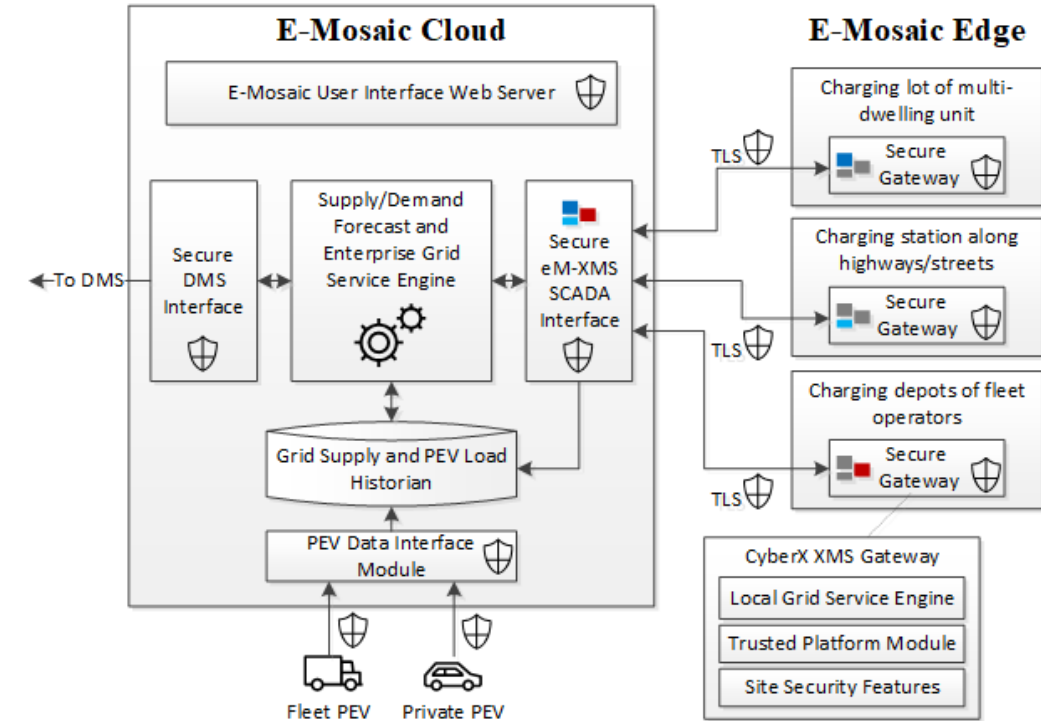 E-Mosaic Cloud
E-Mosaic User Interface Web Server
To DMS
Secure
DMS
Interface
Supply/Demand
Forecast and
Enterprise Grid
Service Engine
Secure
eM-XMS
SCADA
Interface
Grid Supply and PEV Load
Historian
PEV Data Interface
Module
Fleet PEV
Private PEV
E-Mosaic Edge
TLS
Charging lot of multi-
dwelling unit
Secure
Gateway
TLS
Charging station along
highways/streets
Secure
Gateway
TLS
Charging depots of fleet
operators
Secure
Gateway
CyberX XMS Gateway
Local Grid Service Engine
Trusted Platform Module
Site Security Features